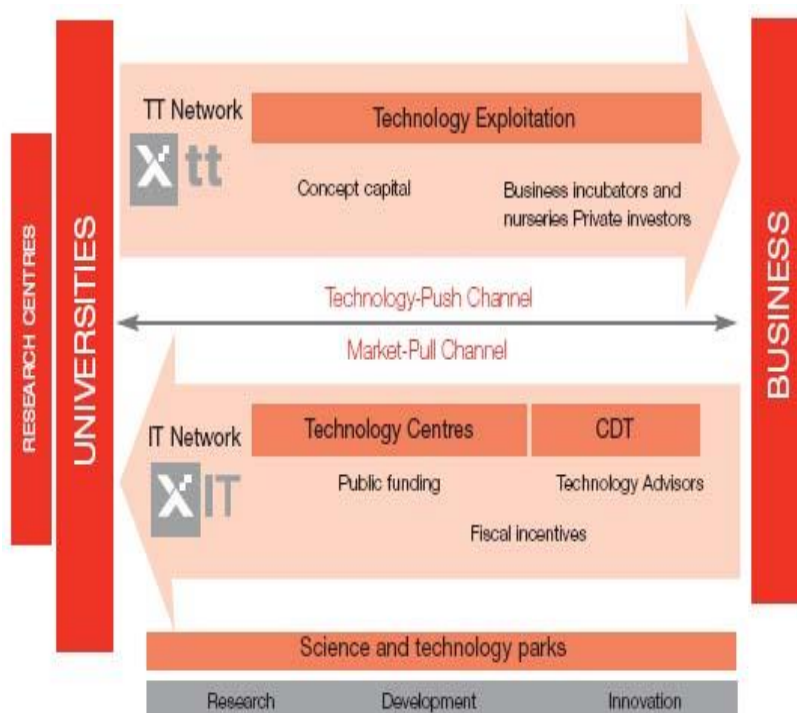 RESEARCH CENTRES
UNIVERSITIES
TT Network
X tt
Technology Exploitation
Concept capital
Business incubators and
nurseries Private investors
Technology-Push Channel
Market-Pull Channel
IT Network
X IT
Technology Centres
CDT
Public funding
Technology Advisors
Fiscal incentives
BUSINESS
Science and technology parks
Research Development Innovation